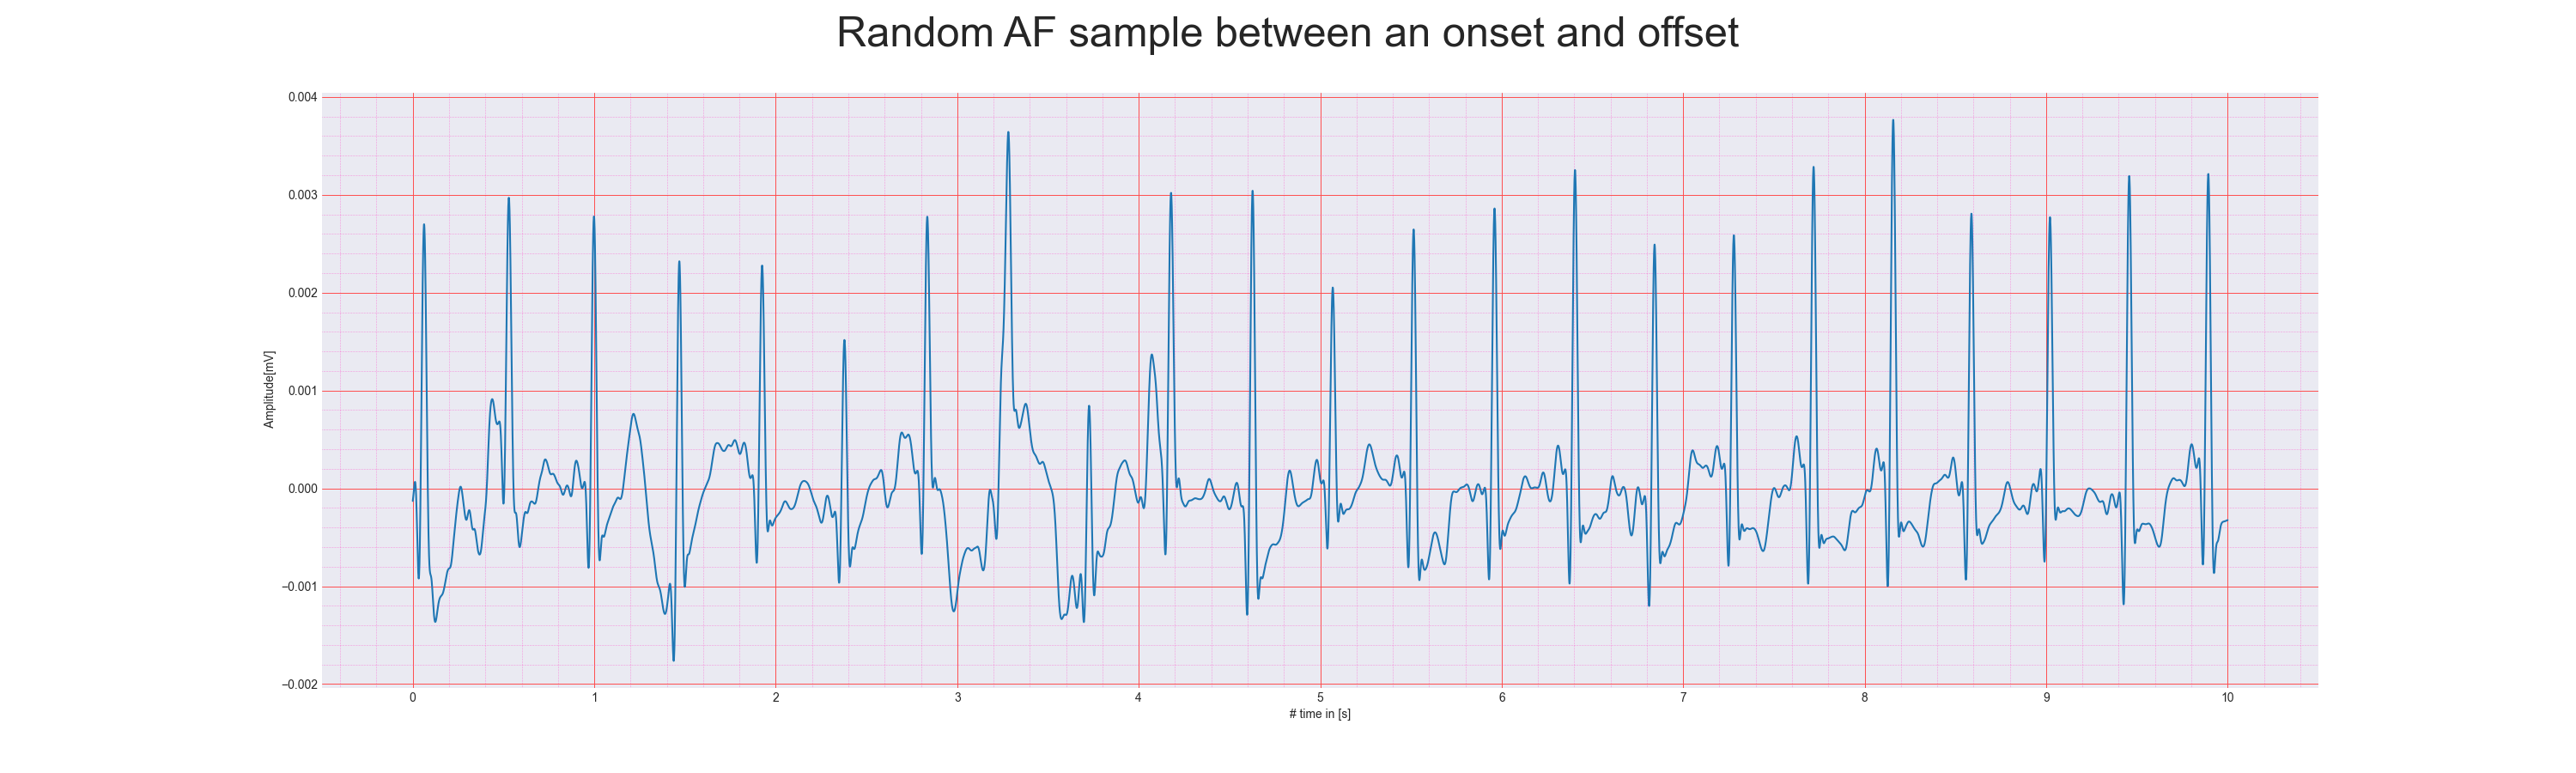 Random AF sample between an onset and offset
0.004
0.003
0.002
0.001
0.000
−0.001
−0.002
Amplitude[mV]
0 1 2 3 4 5 6 7 8 9 10
# time in [s]